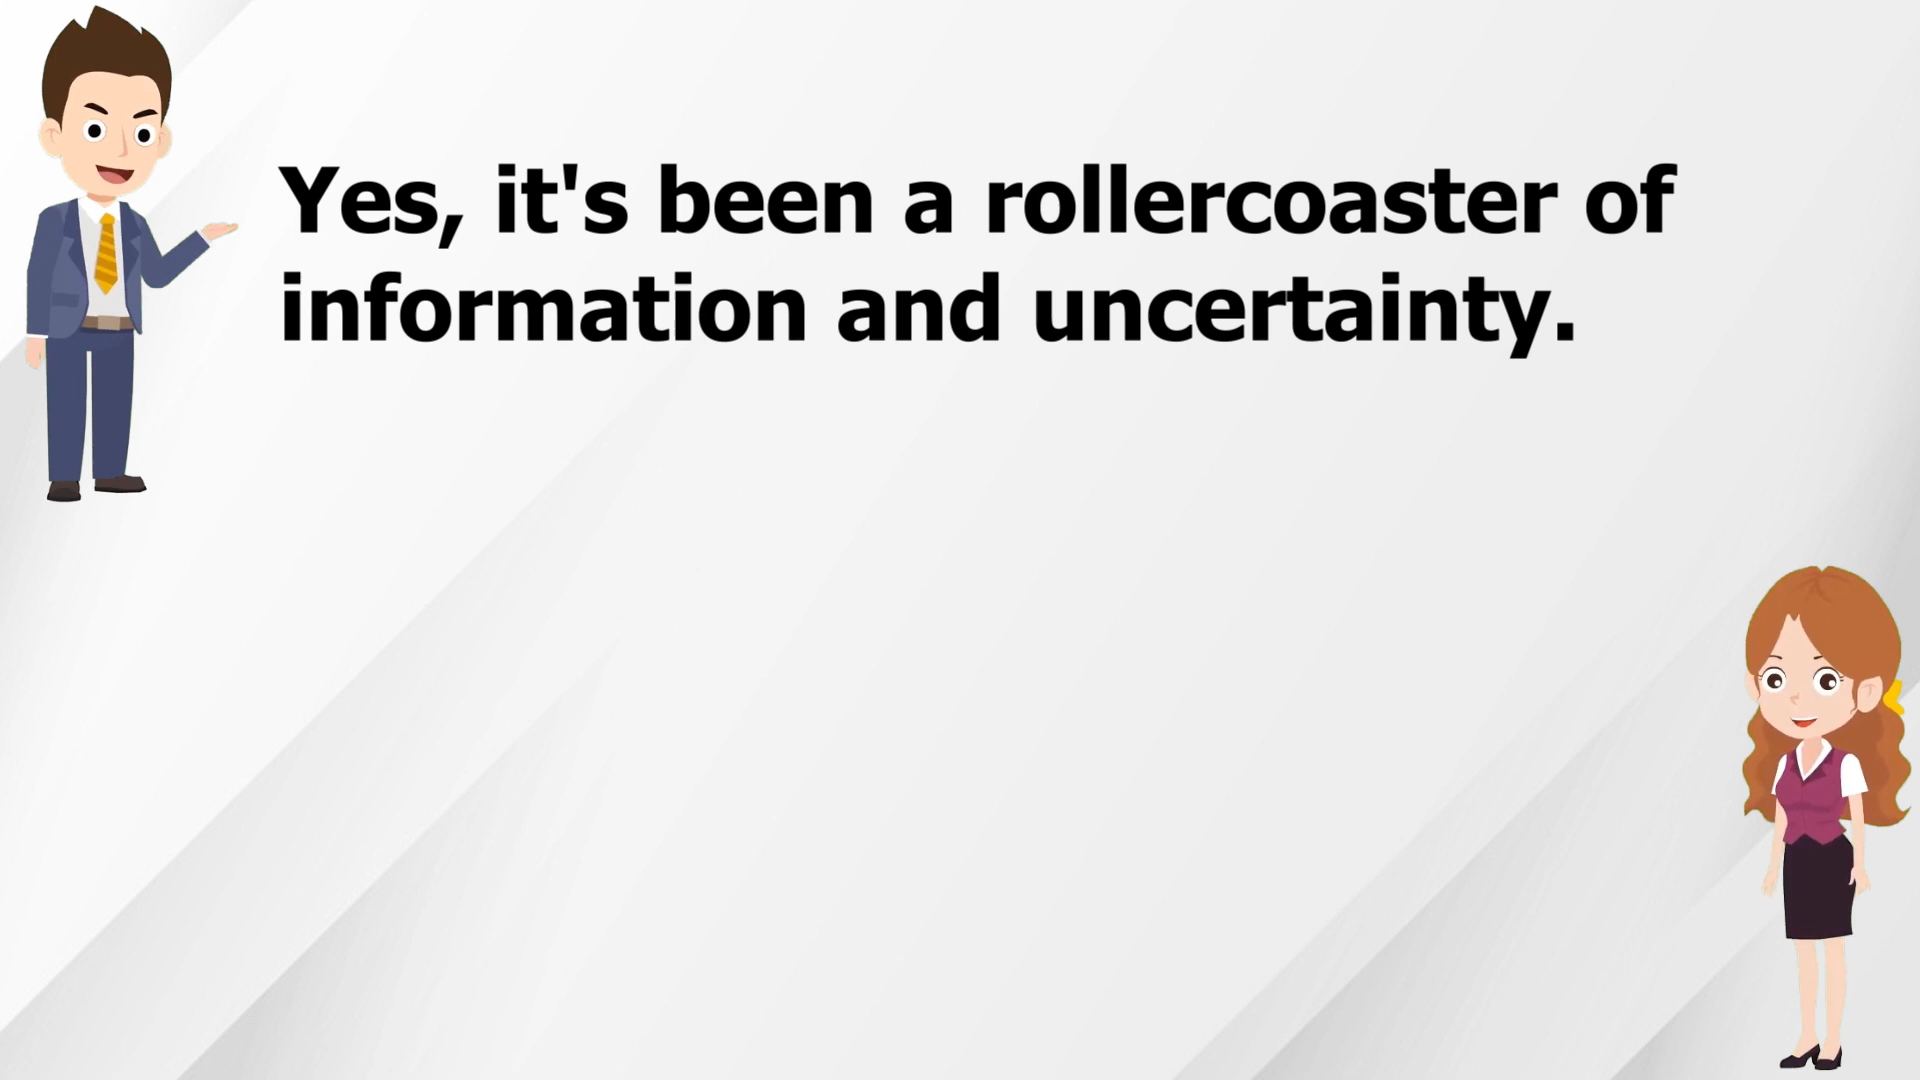 Yes, it's been a rollercoaster of
information and uncertainty.